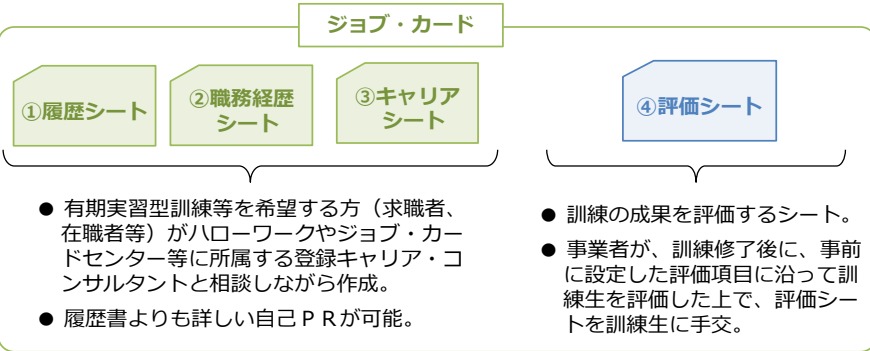 ジョブ・カード
①履歴シート
②職務経歴
シート
③キャリア
シート
④評価シート
● 有期実習型訓練等を希望する方（求職者、
在職者等）がハローワークやジョブ・カー
ドセンター等に所属する登録キャリア・コ
ンサルタントと相談しながら作成。
● 履歴書よりも詳しい自己ＰＲが可能。
● 訓練の成果を評価するシート。
● 事業者が、訓練修了後に、事前
に設定した評価項目に沿って訓
練生を評価した上で、評価シー
トを訓練生に手交。